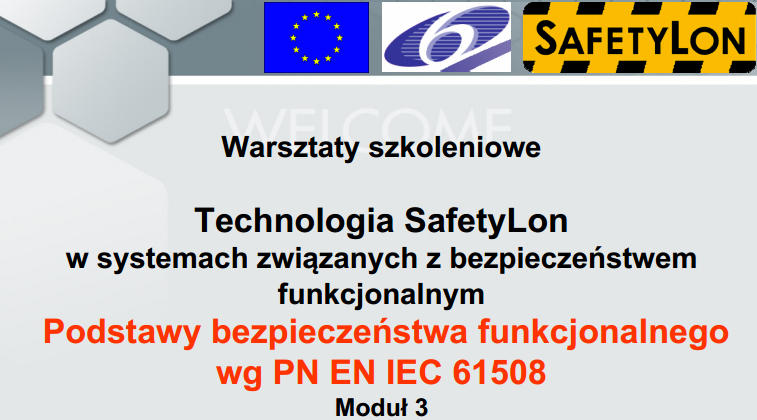 SAFETYLON
WELCOME
Warsztaty szkoleniowe
Technologia SafetyLon
w systemach związanych z bezpieczeństwem
funkcjonalnym
Podstawy bezpieczeństwa funkcjonalnego
wg PN EN IEC 61508
Moduł 3